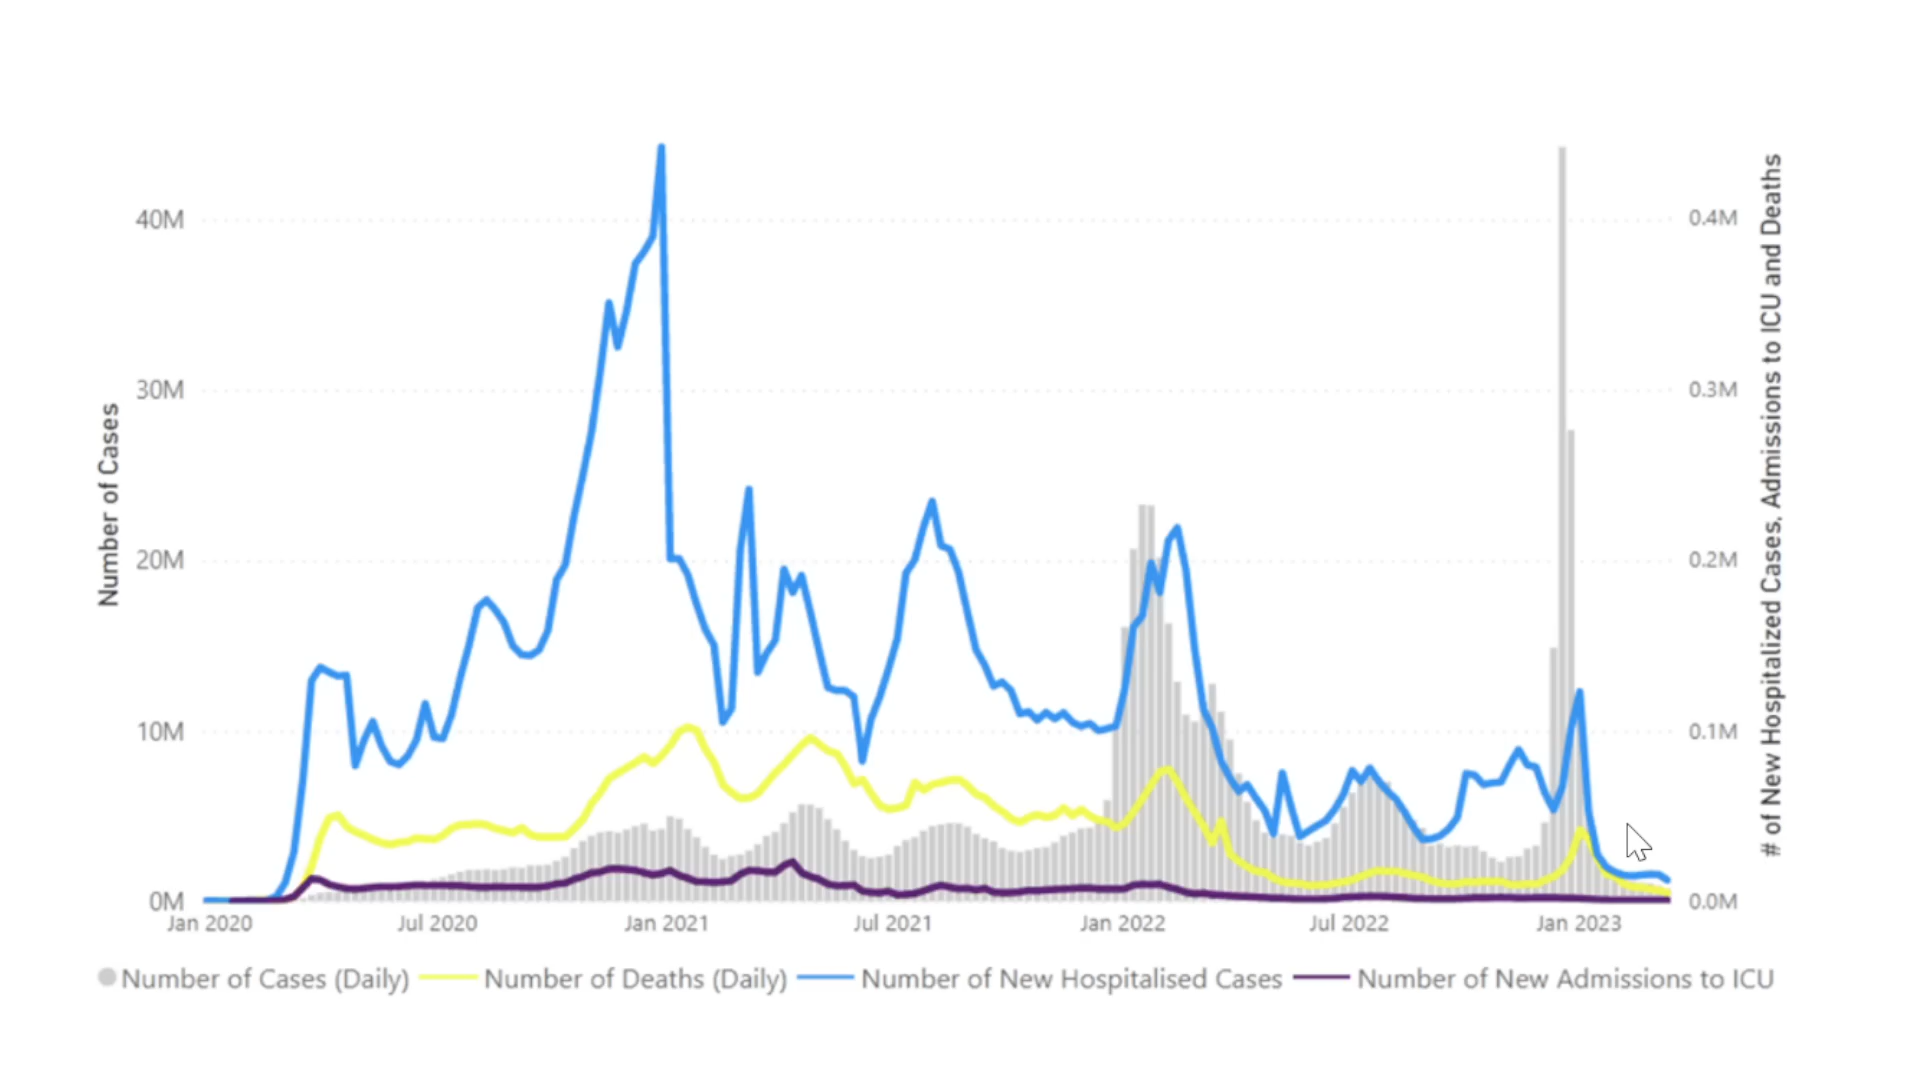 Number of Cases
40M
30M
20M
10M
0M
0.4M
0.3M
0.2M
0.1M
0.0M
# of New Hospitalized Cases, Admissions to ICU and Deaths
Jan 2020 Jul 2020 Jan 2021 Jul 2021 Jan 2022 Jul 2022 Jan 2023
Number of Cases (Daily) Number of Deaths (Daily) Number of New Hospitalised Cases Number of New Admissions to ICU